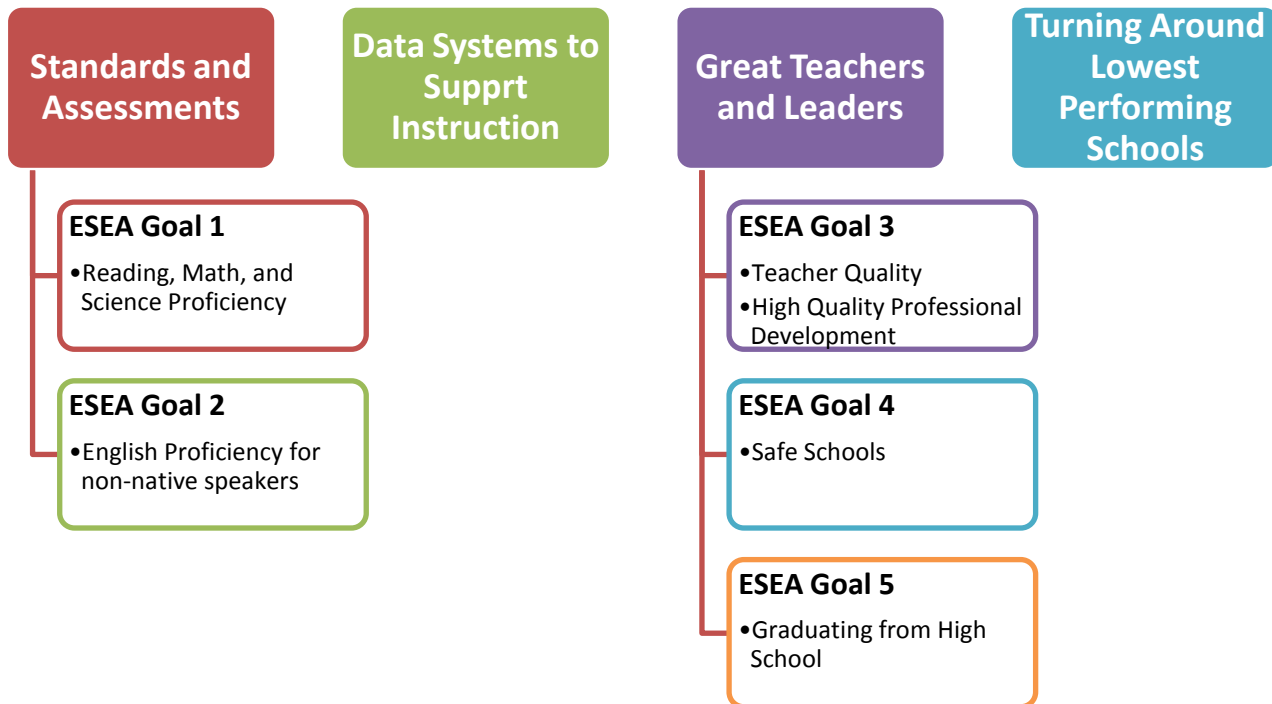 Standards and
Assessments
Data Systems to
Supprt
Instruction
Great Teachers
and Leaders
Turning Around
Lowest
Performing
Schools
ESEA Goal 1
•Reading, Math, and
Science Proficiency
ESEA Goal 2
•English Proficiency for
non-native speakers
ESEA Goal 3
•Teacher Quality
•High Quality Professional
Development
ESEA Goal 4
•Safe Schools
ESEA Goal 5
•Graduating from High
School